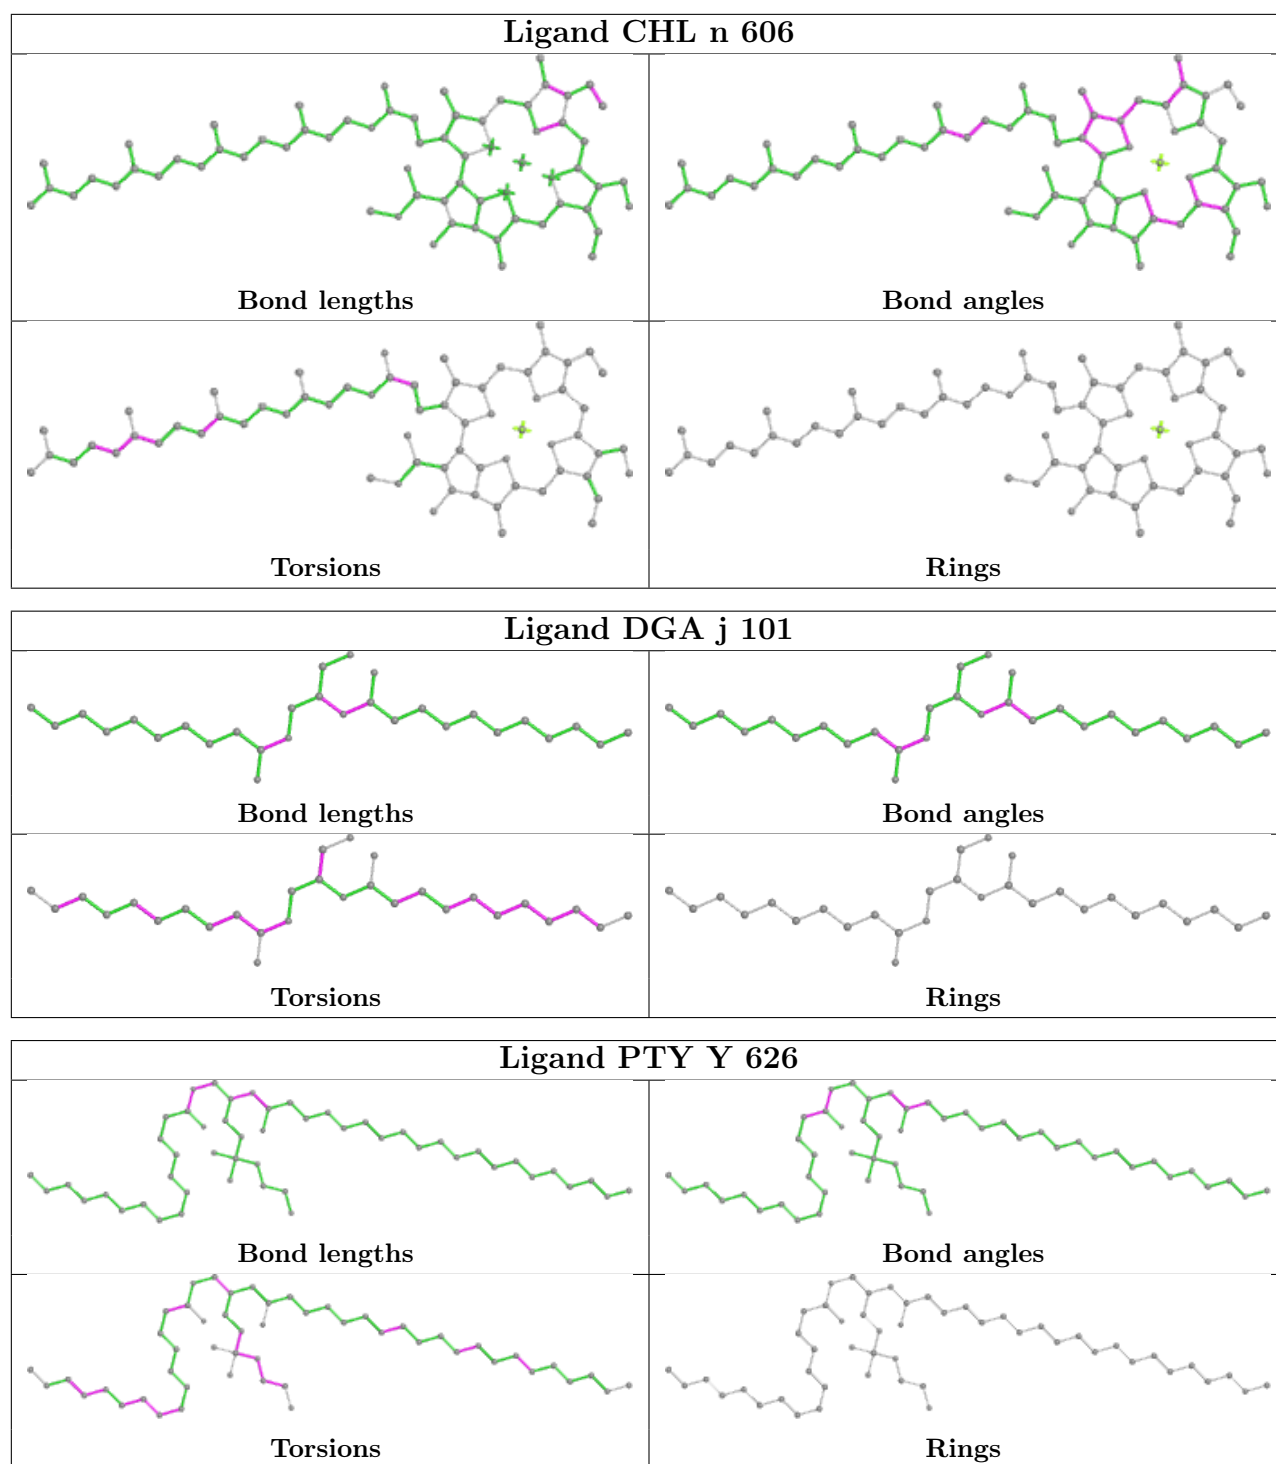 Ligand CHL n 606
Bond lengths
Bond angles
Torsions
Rings
Ligand DGA j 101
Bond lengths
Bond angles
Torsions
Rings
Ligand PTY Y 626
Bond lengths
Bond angles
Torsions
Rings